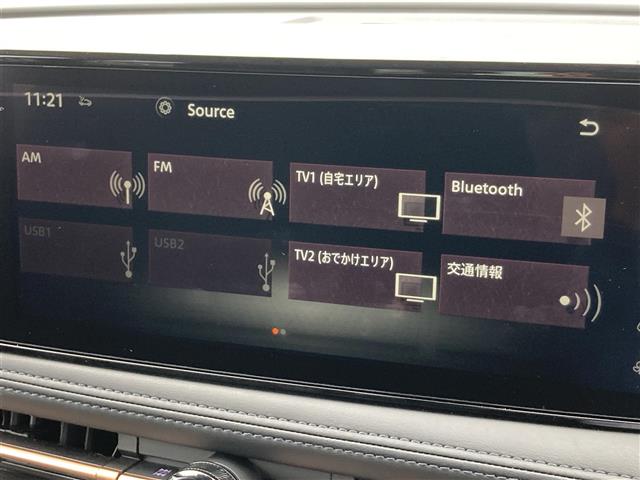 11:21
Source
AM
FM
TV1 (自宅エリア)
Bluetooth
USB1
USB2
TV2 (おでかけエリア)
交通情報